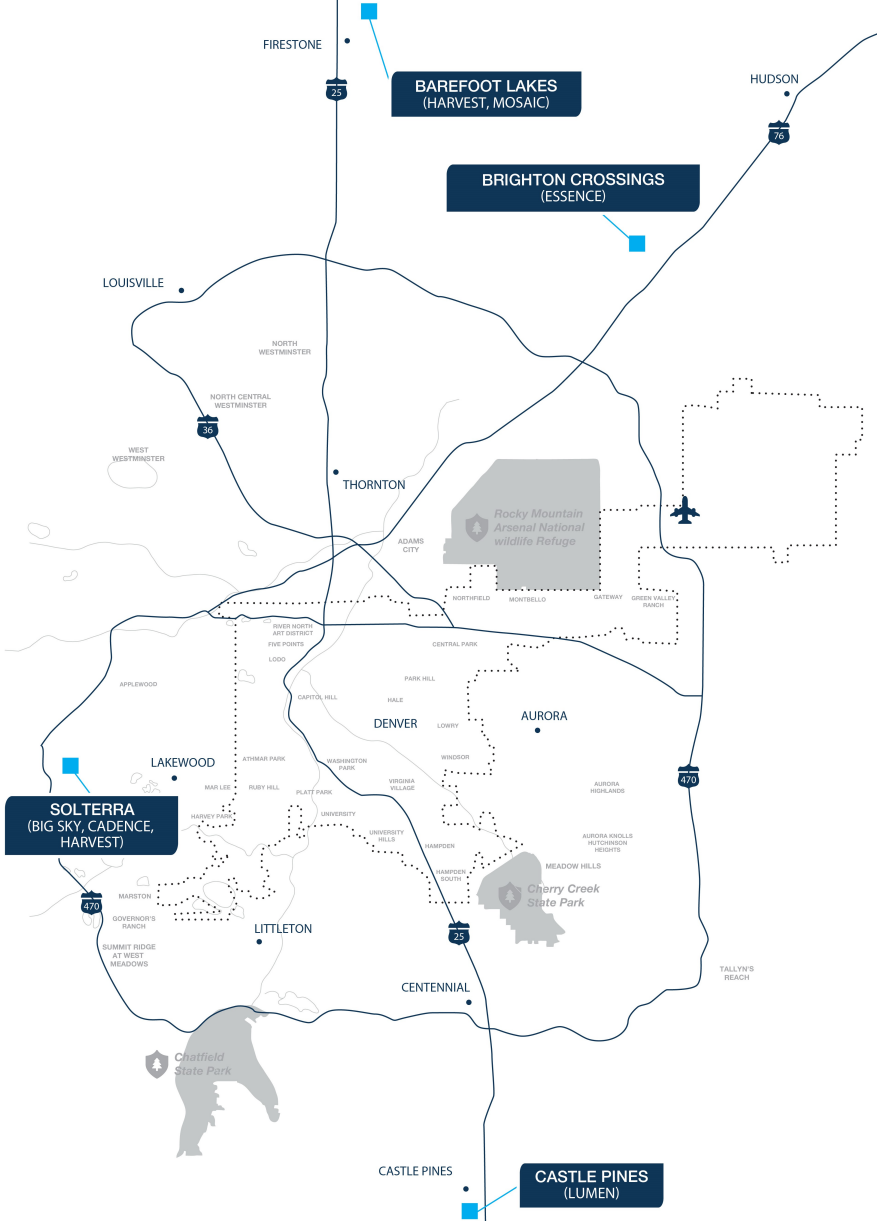 FIRESTONE
25
BAREFOOT LAKES
(HARVEST, MOSAIC)
HUDSON
76
BRIGHTON CROSSINGS
(ESSENCE)
LOUISVILLE
NORTH
WESTMINSTER
NORTH CENTRAL
WESTMINSTER
36
WEST
WESTMINSTER
THORNTON
Rocky Mountain
Arsenal National
wildlife Refuge
ADAMS
CITY
NORTHFIELD
MONTBELLO
GATEWAY
GREEN VALLEY
RANCH
RIVER NORTH
ART DISTRICT
FIVE POINTS
LODO
CENTRAL PARK
APPLEWOOD
PARK HILL
CAPITOL HILL
HALE
DENVER
LOWRY
AURORA
LAKEWOOD
ATHMAR PARK
WASHINGTON
PARK
WINDSOR
470
MAR LEE
RUBY HILL
PLATT PARK
VIRGINIA
VILLAGE
AURORA
HIGHLANDS
SOLTERRA
(BIG SKY, CADENCE,
HARVEST)
HARVEY PARK
UNIVERSITY
UNIVERSITY
HILLS
HAMPDEN
AURORA KNOLLS
HUTCHINSON
HEIGHTS
MEADOW HILLS
HAMPDEN
SOUTH
Cherry Creek
State Park
MARSTON
470
GOVERNOR'S
RANCH
LITTLETON
25
SUMMIT RIDGE
AT WEST
MEADOWS
TALLYN'S
REACH
CENTENNIAL
Chatfield
State Park
CASTLE PINES
CASTLE PINES
(LUMEN)